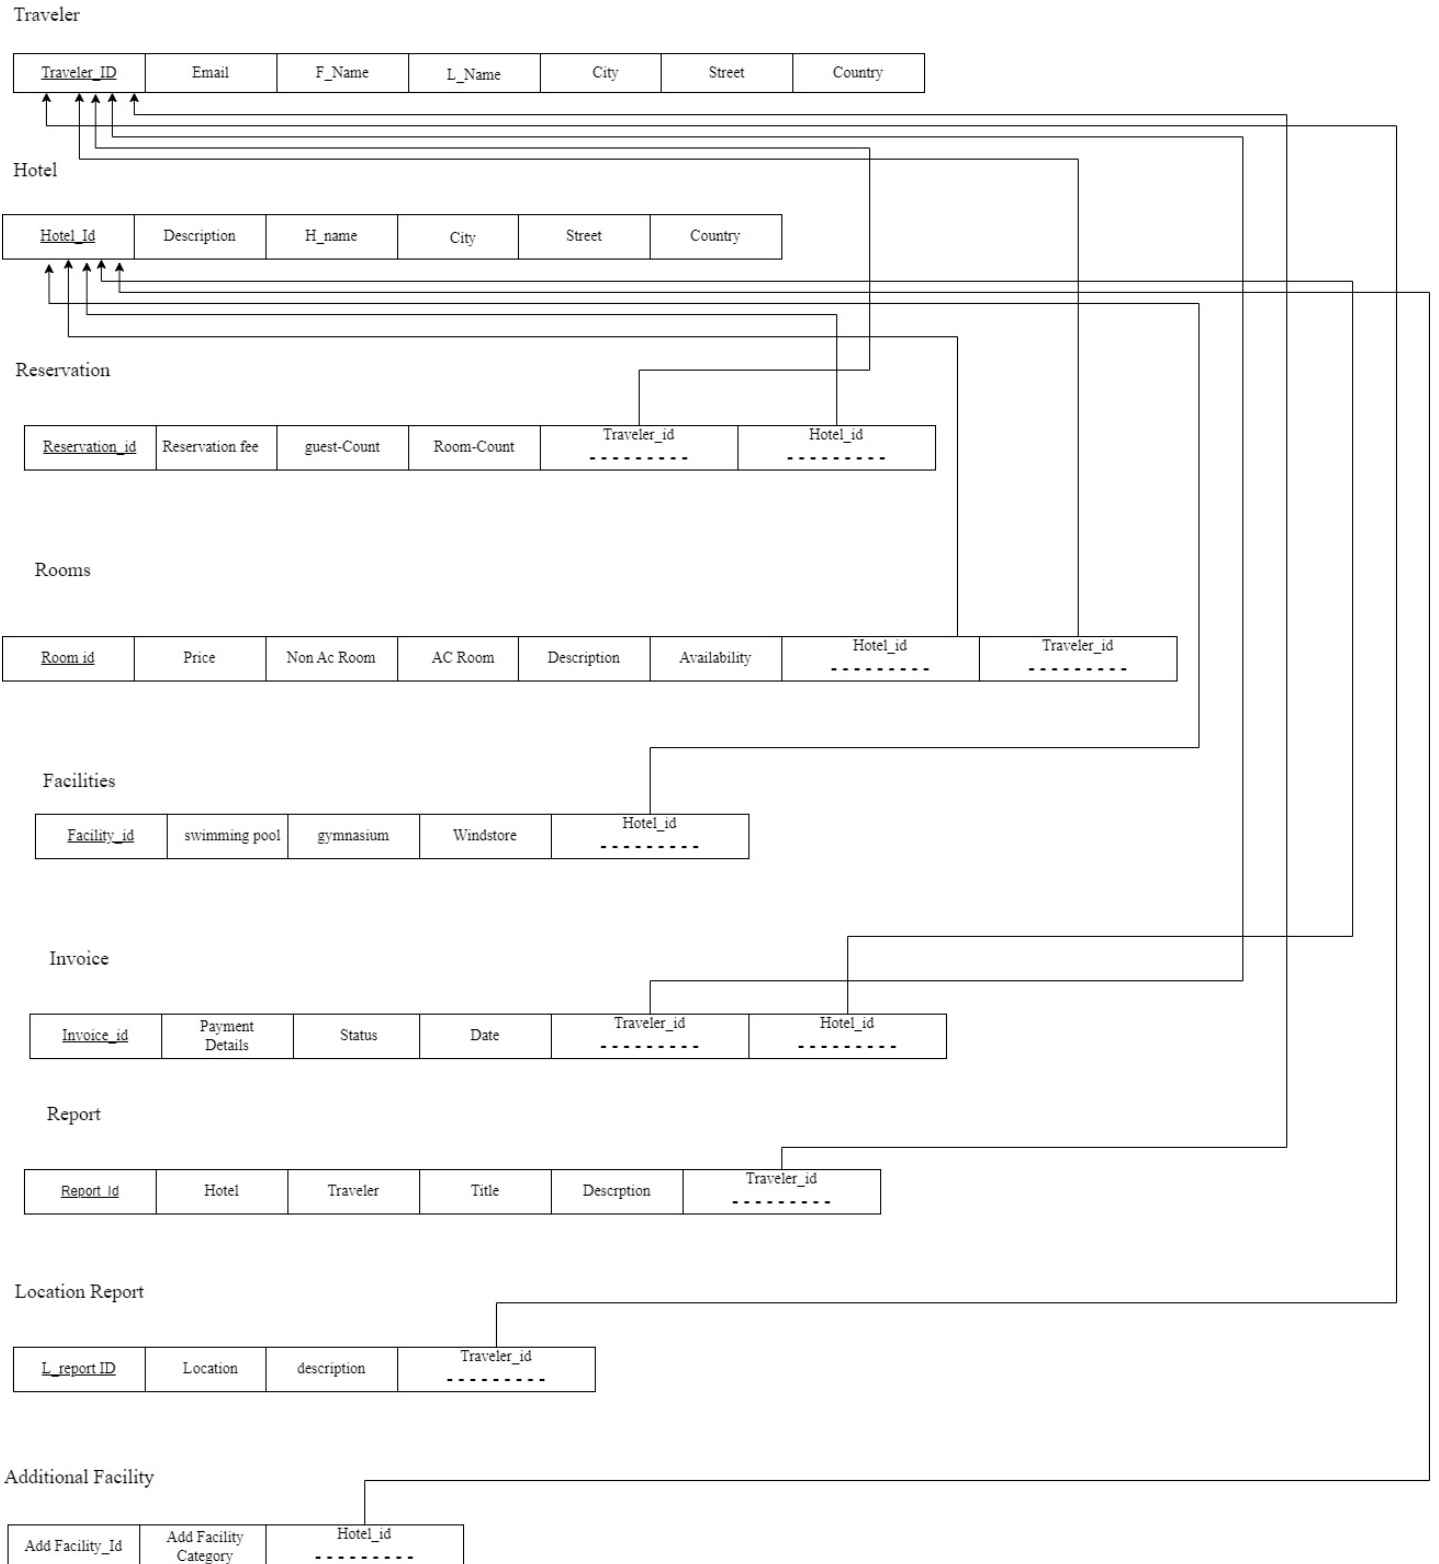 Traveler
Traveler_ID Email F_Name L_Name City Street Country
Hotel
Hotel_Id Description H_name City Street Country
Reservation
Reservation_id Reservation fee guest-Count Room-Count Traveler_id Hotel_id
Rooms
Room id Price Non Ac Room AC Room Description Availability Hotel_id Traveler_id
Facilities
Facility_id swimming pool gymnasium Windstore Hotel_id
Invoice
Invoice_id Payment Details Status Date Traveler_id Hotel_id
Report
Report_Id Hotel Traveler Title Descrption Traveler_id
Location Report
L_report ID Location description Traveler_id
Additional Facility
Add Facility_Id Add Facility Category Hotel_id